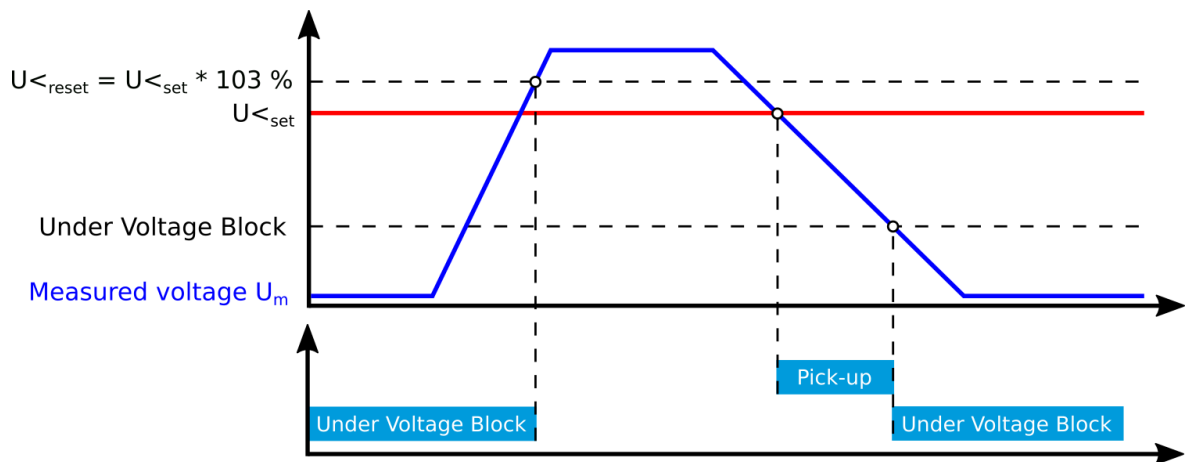 U<reset = U<set * 103 %
U<set
Under Voltage Block
Measured voltage Um
Pick-up
Under Voltage Block
Under Voltage Block